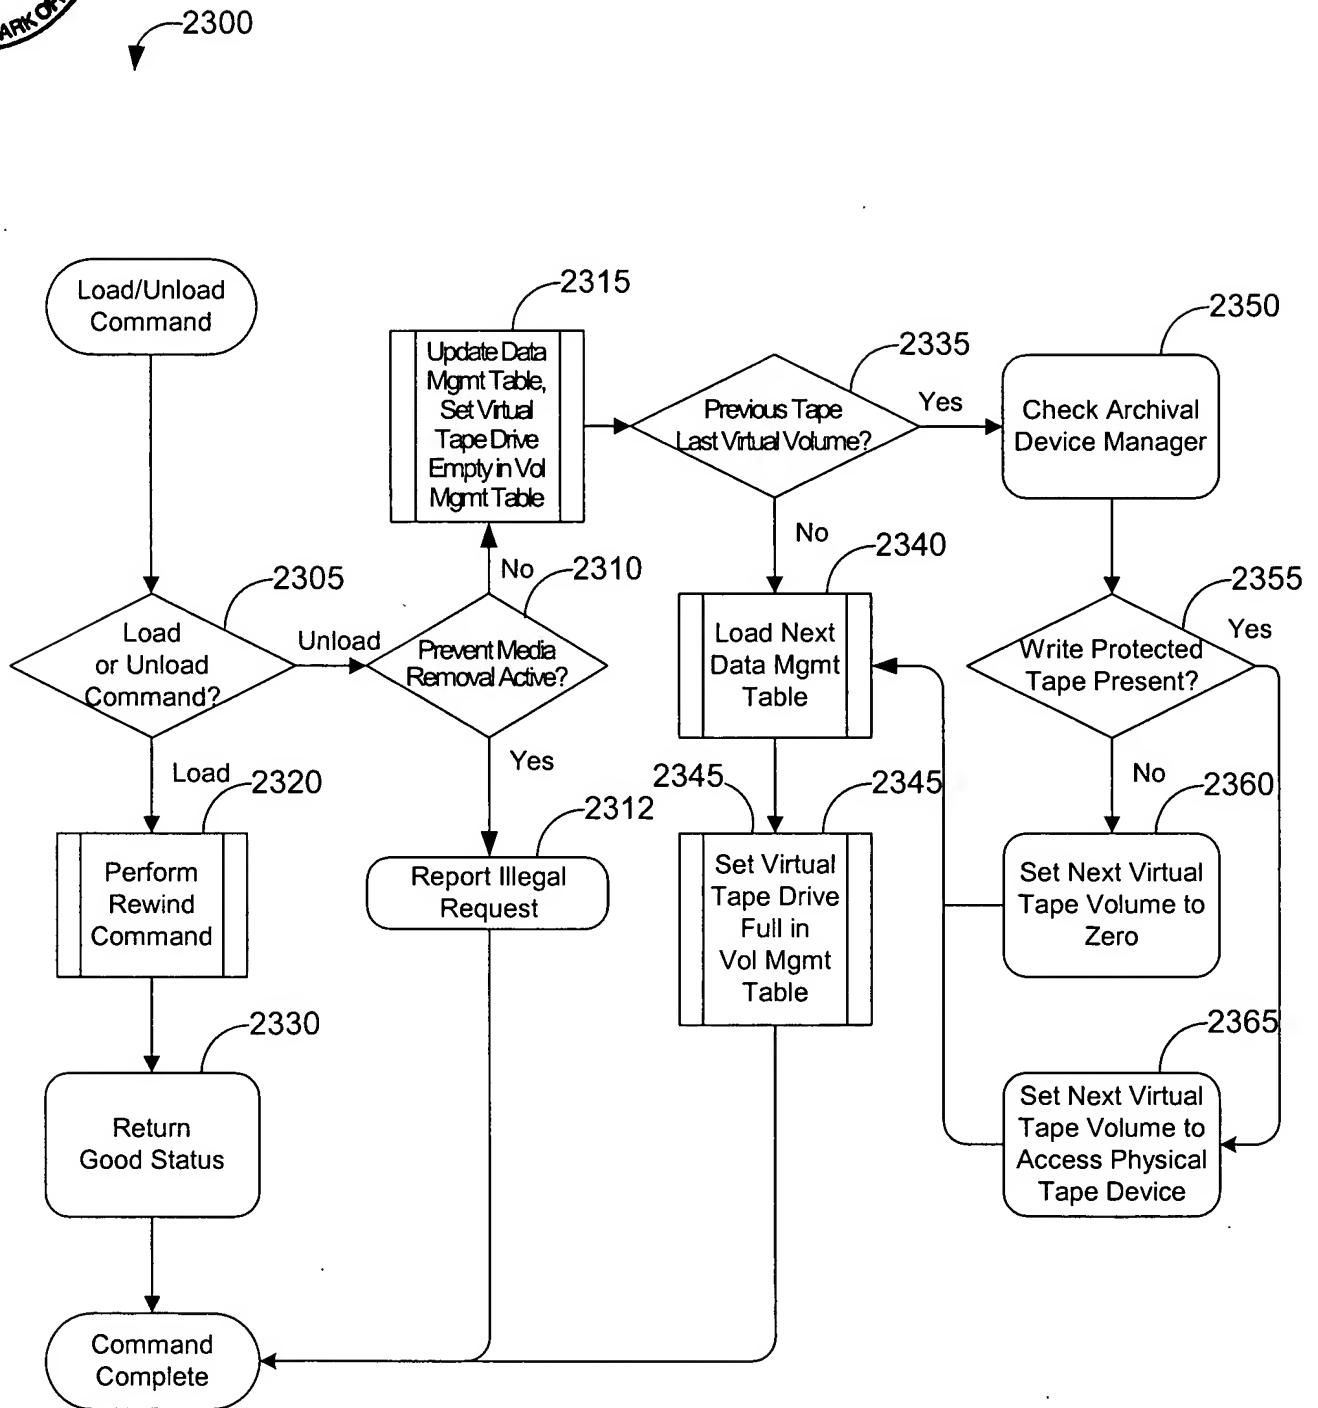 ARK OF
2300
Load/Unload
Command
2305
Load
or Unload
Command?
Unload
Load
2320
Perform
Rewind
Command
2330
Return
Good Status
Command
Complete
2315
Update Data
Mgmt Table,
Set Virtual
Tape Drive
Empty in Vol
Mgmt Table
No
2310
Prevent Media
Removal Active?
Yes
2312
Report Illegal
Request
2335
Previous Tape
Last Virtual Volume?
Yes
No
2340
Load Next
Data Mgmt
Table
2345
2345
Set Virtual
Tape Drive
Full in
Vol Mgmt
Table
2350
Check Archival
Device Manager
2355
Write Protected
Tape Present?
Yes
No
2360
Set Next Virtual
Tape Volume to
Zero
2365
Set Next Virtual
Tape Volume to
Access Physical
Tape Device